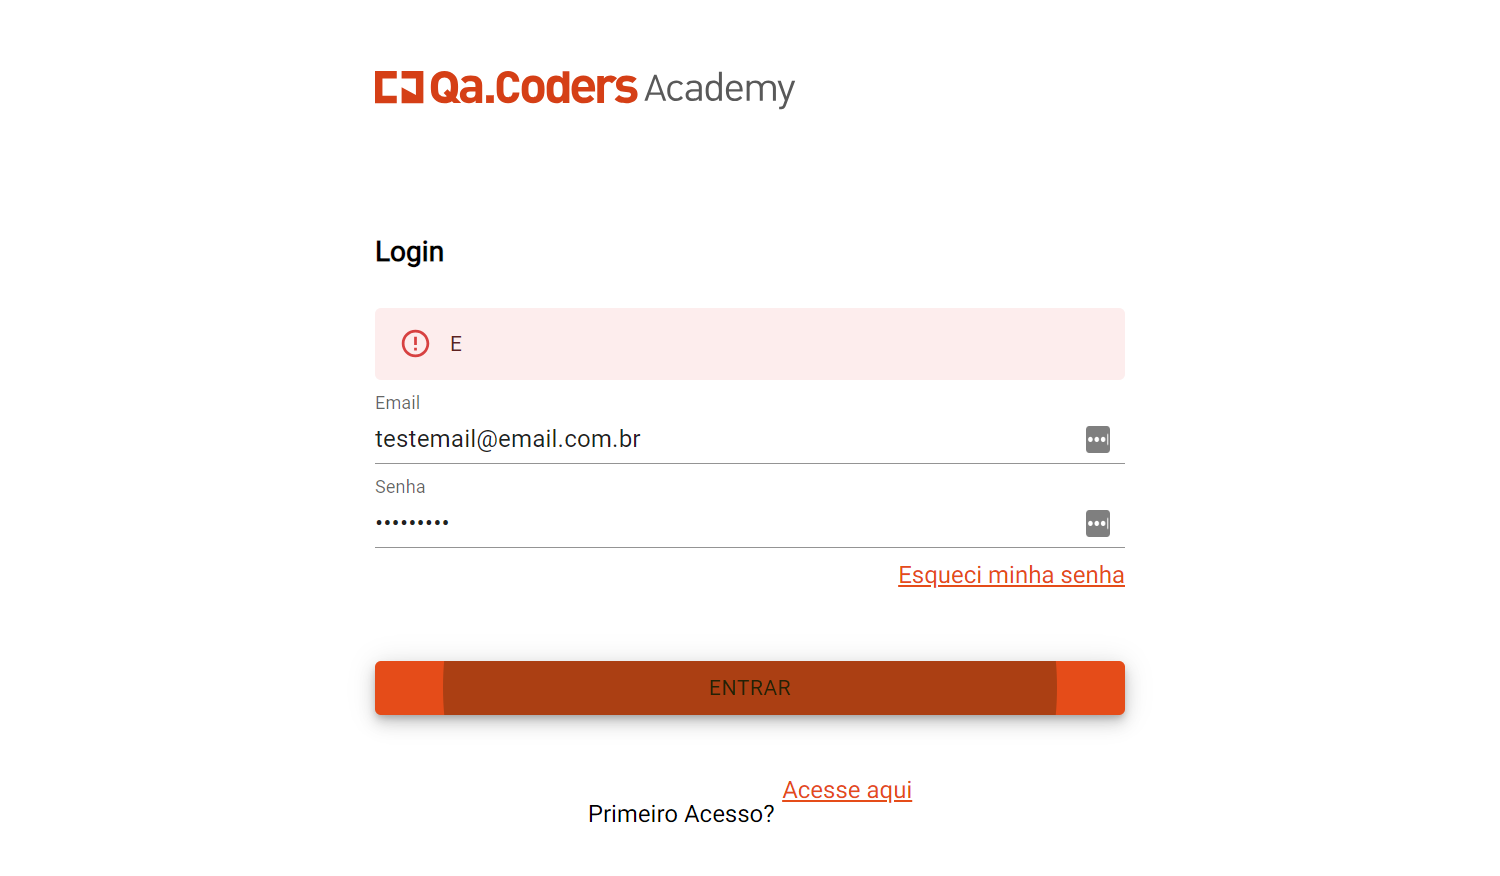 Qa.Coders Academy
Login
E
Email
testemail@email.com.br
Senha
•••••••••
Esqueci minha senha
ENTRAR
Primeiro Acesso? Acesse aqui